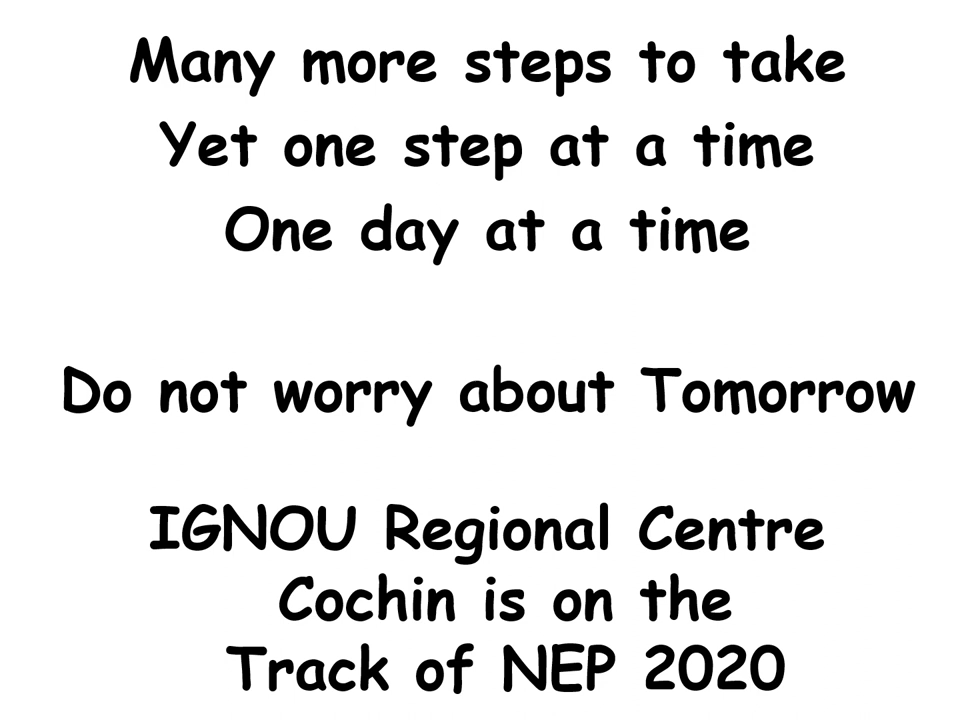 Many more steps to take
Yet one step at a time
One day at a time
Do not worry about Tomorrow
IGNOU Regional Centre
Cochin is on the
Track of NEP 2020